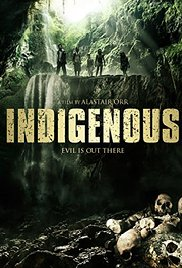 A FILM BY ALASTAIR ORR
INDIGENOUS
EVIL IS OUT THERE